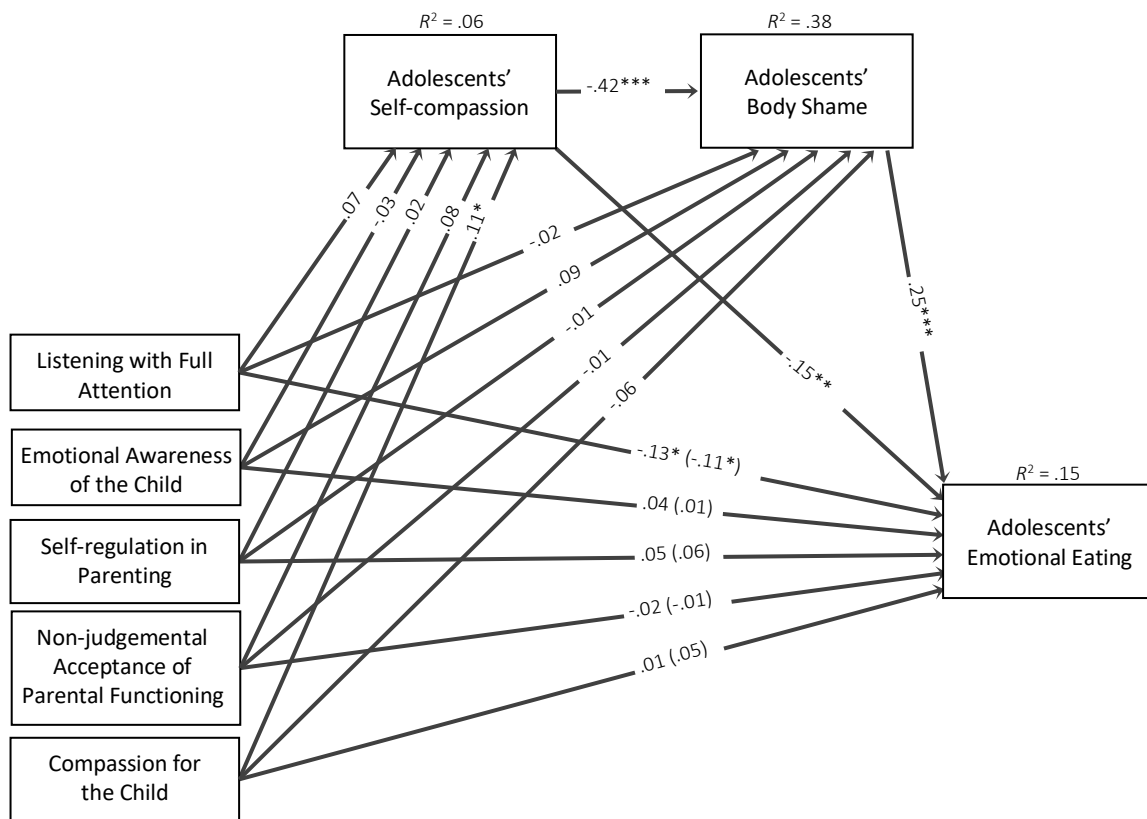 R² = .06
R² = .38
Adolescents’
Self-compassion
-.42***
Adolescents’
Body Shame
.07
-.03
.02
.08
.11*
-.02
.09
-.01
-.01
-.06
-.15**
.25***
Listening with Full
Attention
Emotional Awareness
of the Child
Self-regulation in
Parenting
Non-judgemental
Acceptance of
Parental Functioning
Compassion for
the Child
-.13* (-.11*)
.04 (.01)
.05 (.06)
-.02 (-.01)
.01 (.05)
R² = .15
Adolescents’
Emotional Eating